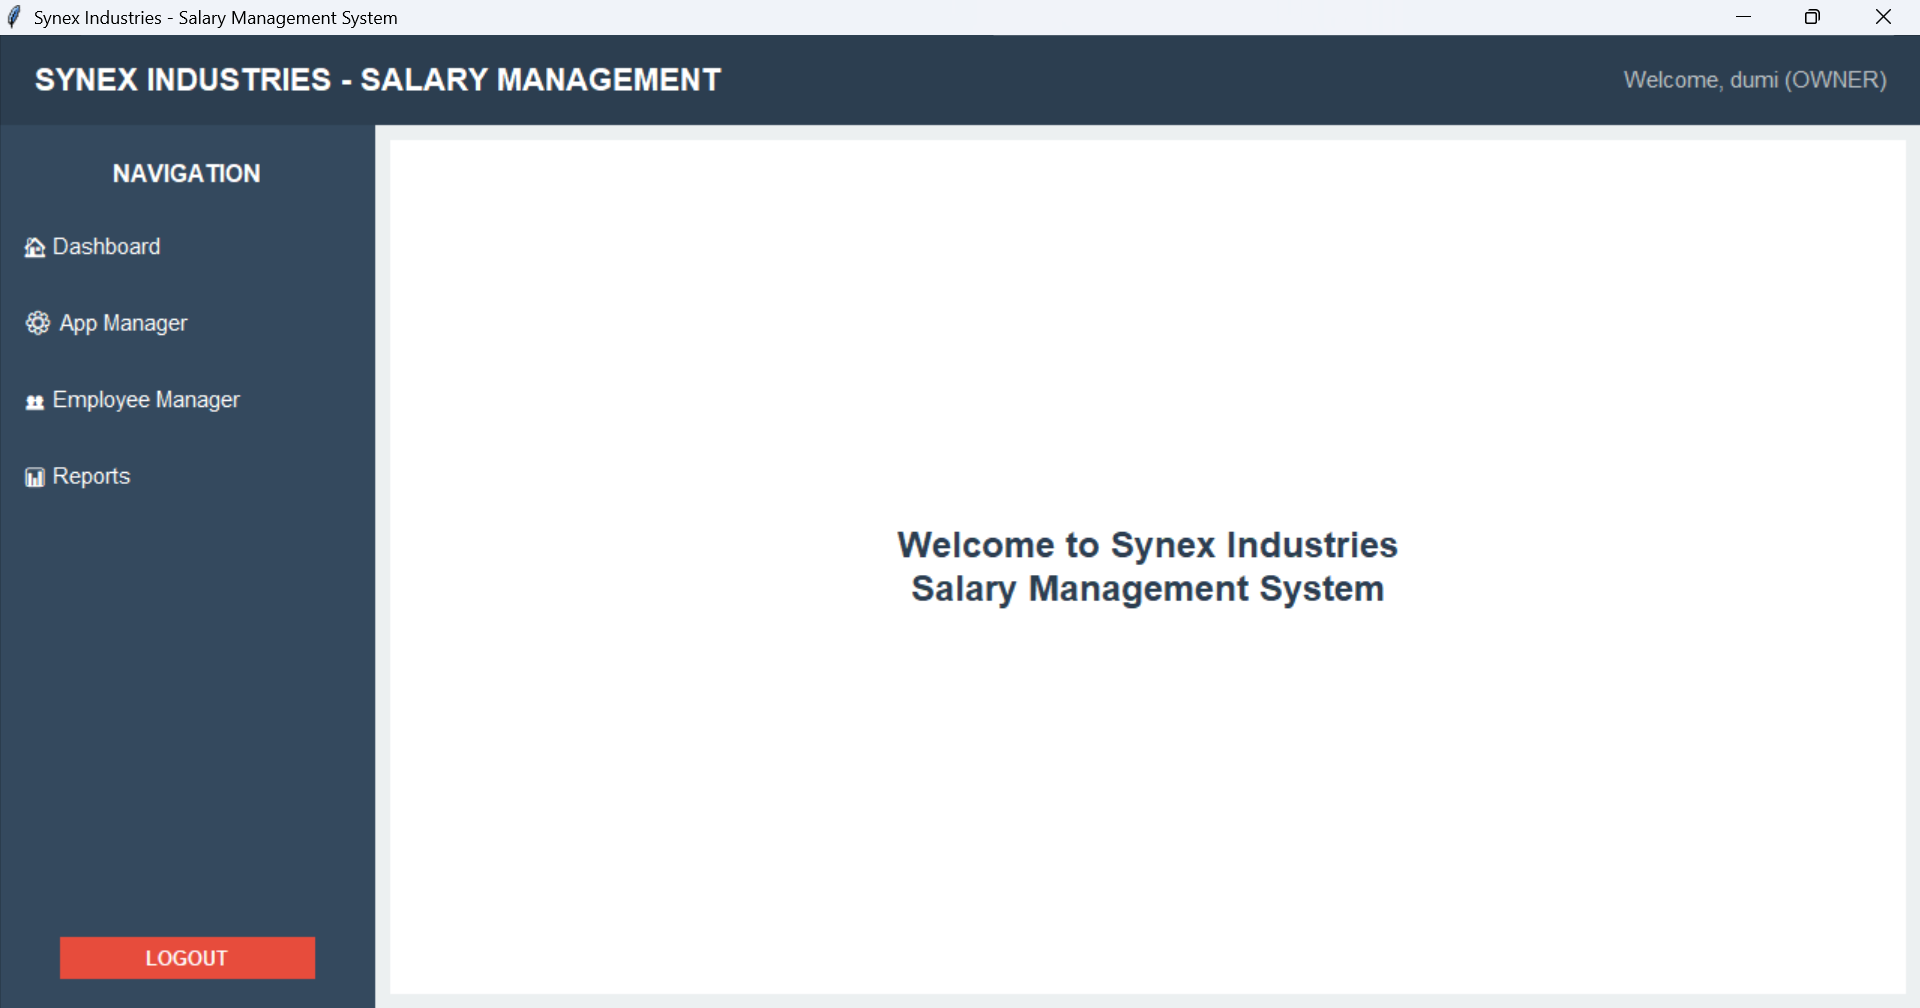 Synex Industries - Salary Management System
SYNEX INDUSTRIES - SALARY MANAGEMENT
Welcome, dumi (OWNER)
NAVIGATION
Dashboard
App Manager
Employee Manager
Reports
Welcome to Synex Industries
Salary Management System
LOGOUT